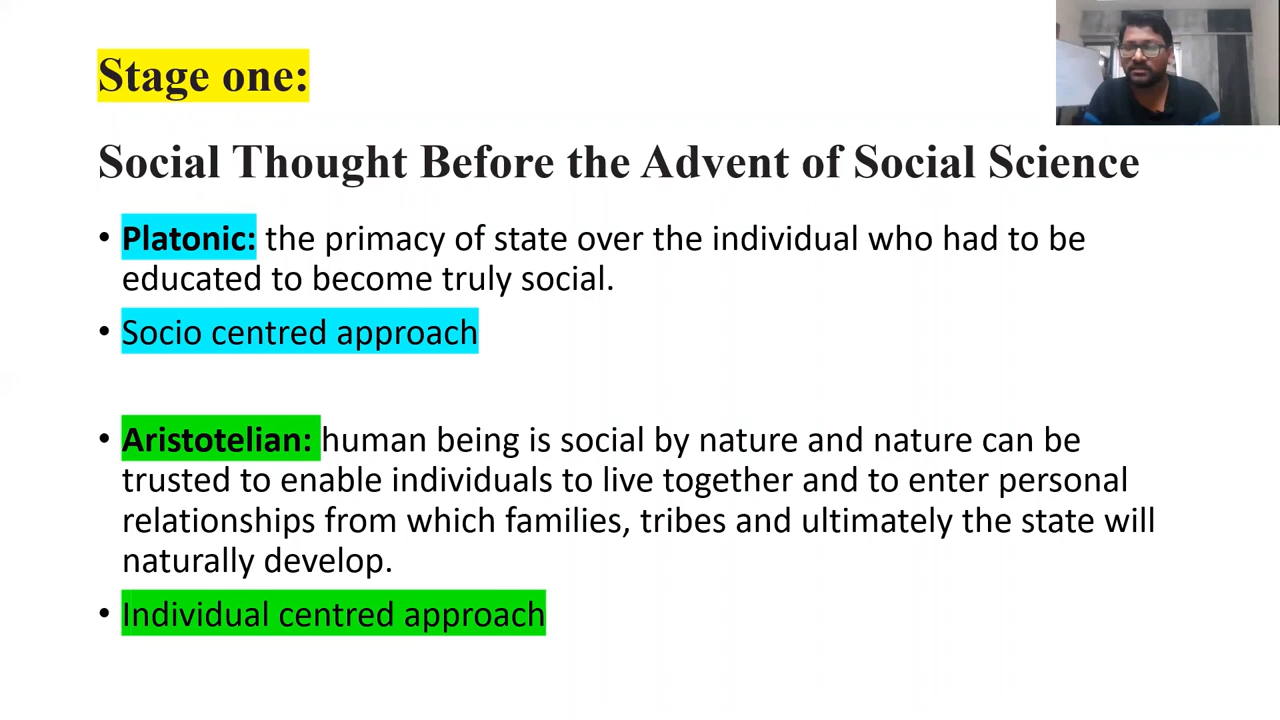 Stage one:
Social Thought Before the Advent of Social Science
• Platonic: the primacy of state over the individual who had to be
educated to become truly social.
• Socio centred approach
• Aristotelian: human being is social by nature and nature can be
trusted to enable individuals to live together and to enter personal
relationships from which families, tribes and ultimately the state will
naturally develop.
• Individual centred approach